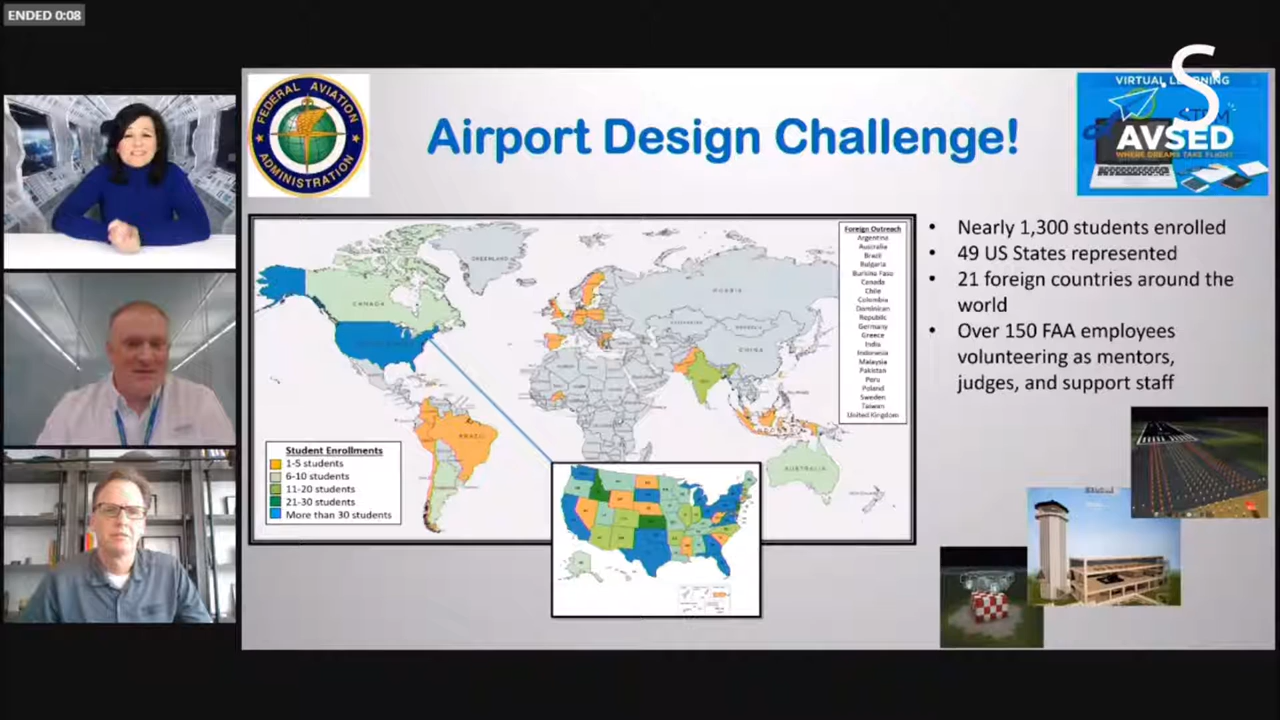 ENDED 0:08
FEDERAL AVIATION
ADMINISTRATION
Airport Design Challenge!
VIRTUAL LEARNING
STEM
AVSED
WHERE DREAMS TAKE FLIGHT
S
GREENLAND
CANADA
RUSSIA
CHINA
BRAZIL
AUSTRALIA
Foreign Outreach
Argentina
Australia
Brazil
Bulgaria
Burkina Faso
Canada
Chile
Colombia
Dominican
Republic
Germany
Greece
India
Indonesia
Malaysia
Pakistan
Peru
Poland
Sweden
Taiwan
United Kingdom
Student Enrollments
1-5 students
6-10 students
11-20 students
21-30 students
More than 30 students
• Nearly 1,300 students enrolled
• 49 US States represented
• 21 foreign countries around the
world
• Over 150 FAA employees
volunteering as mentors,
judges, and support staff